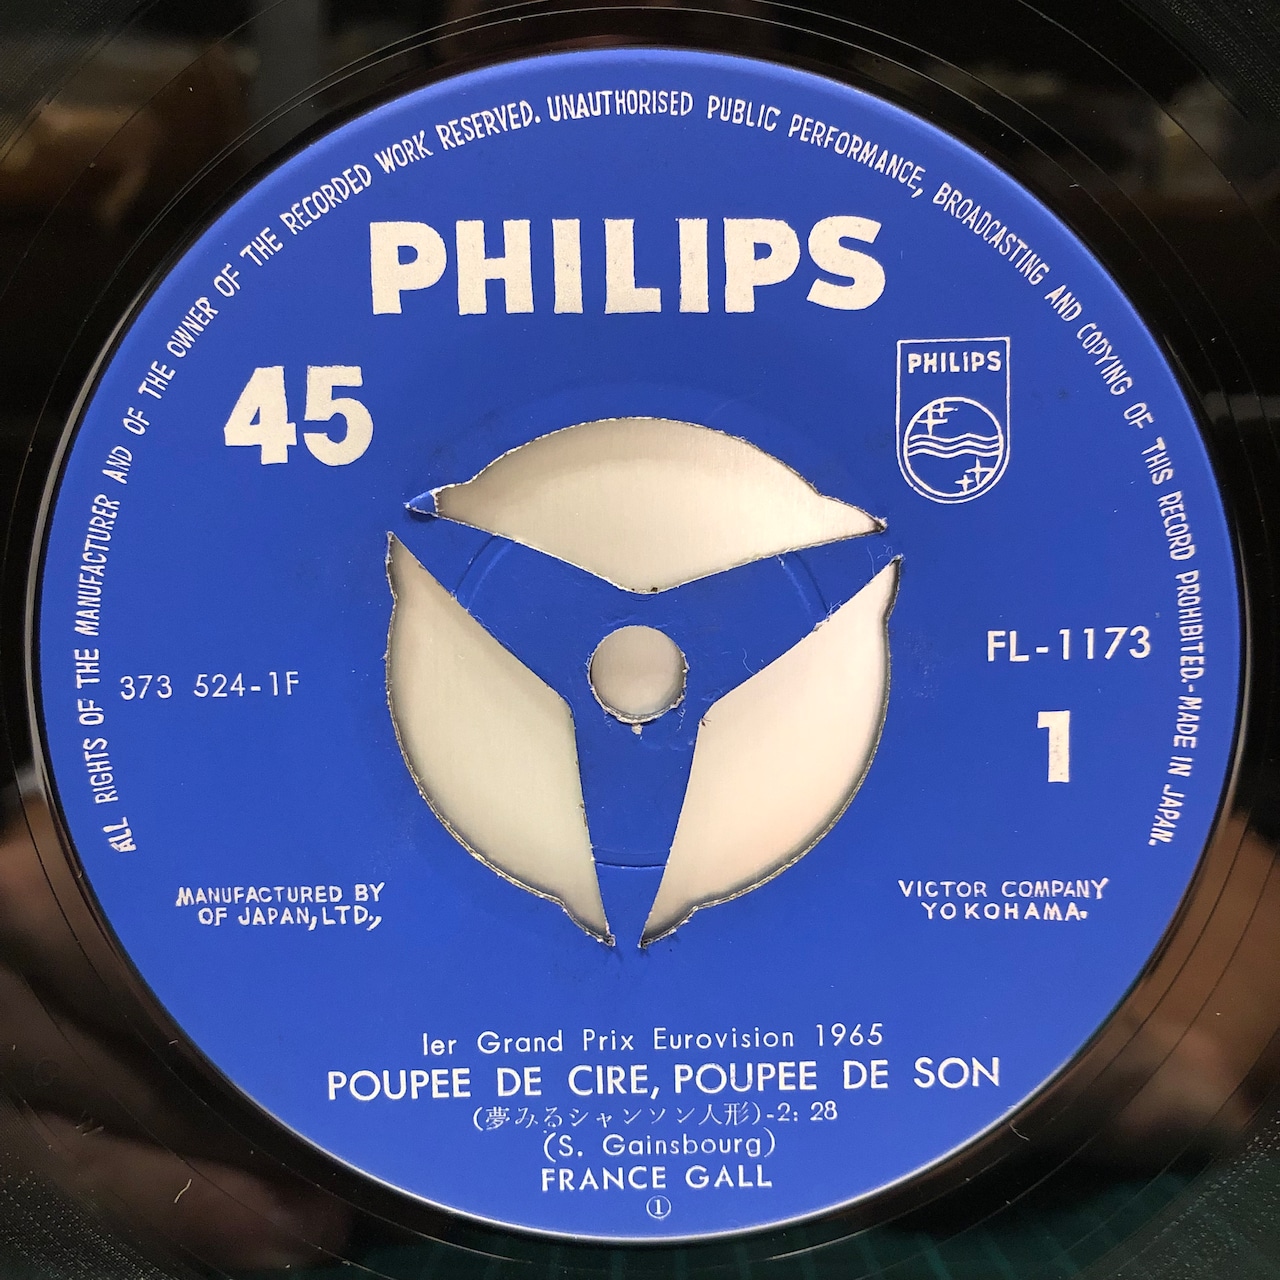 ALL RIGHTS OF THE MANUFACTURER AND OF THE OWNER OF THE RECORDED WORK RESERVED. UNAUTHORISED PUBLIC PERFORMANCE, BROADCASTING AND COPYING OF THIS RECORD PROHIBITED.-MADE IN JAPAN.
PHILIPS
45
PHILIPS
373 524-1F
FL-1173
1
MANUFACTURED BY VICTOR COMPANY
OF JAPAN,LTD., YOKOHAMA.
1er Grand Prix Eurovision 1965
POUPEE DE CIRE, POUPEE DE SON
(夢みるシャンソン人形)-2: 28
(S. Gainsbourg)
FRANCE GALL
①